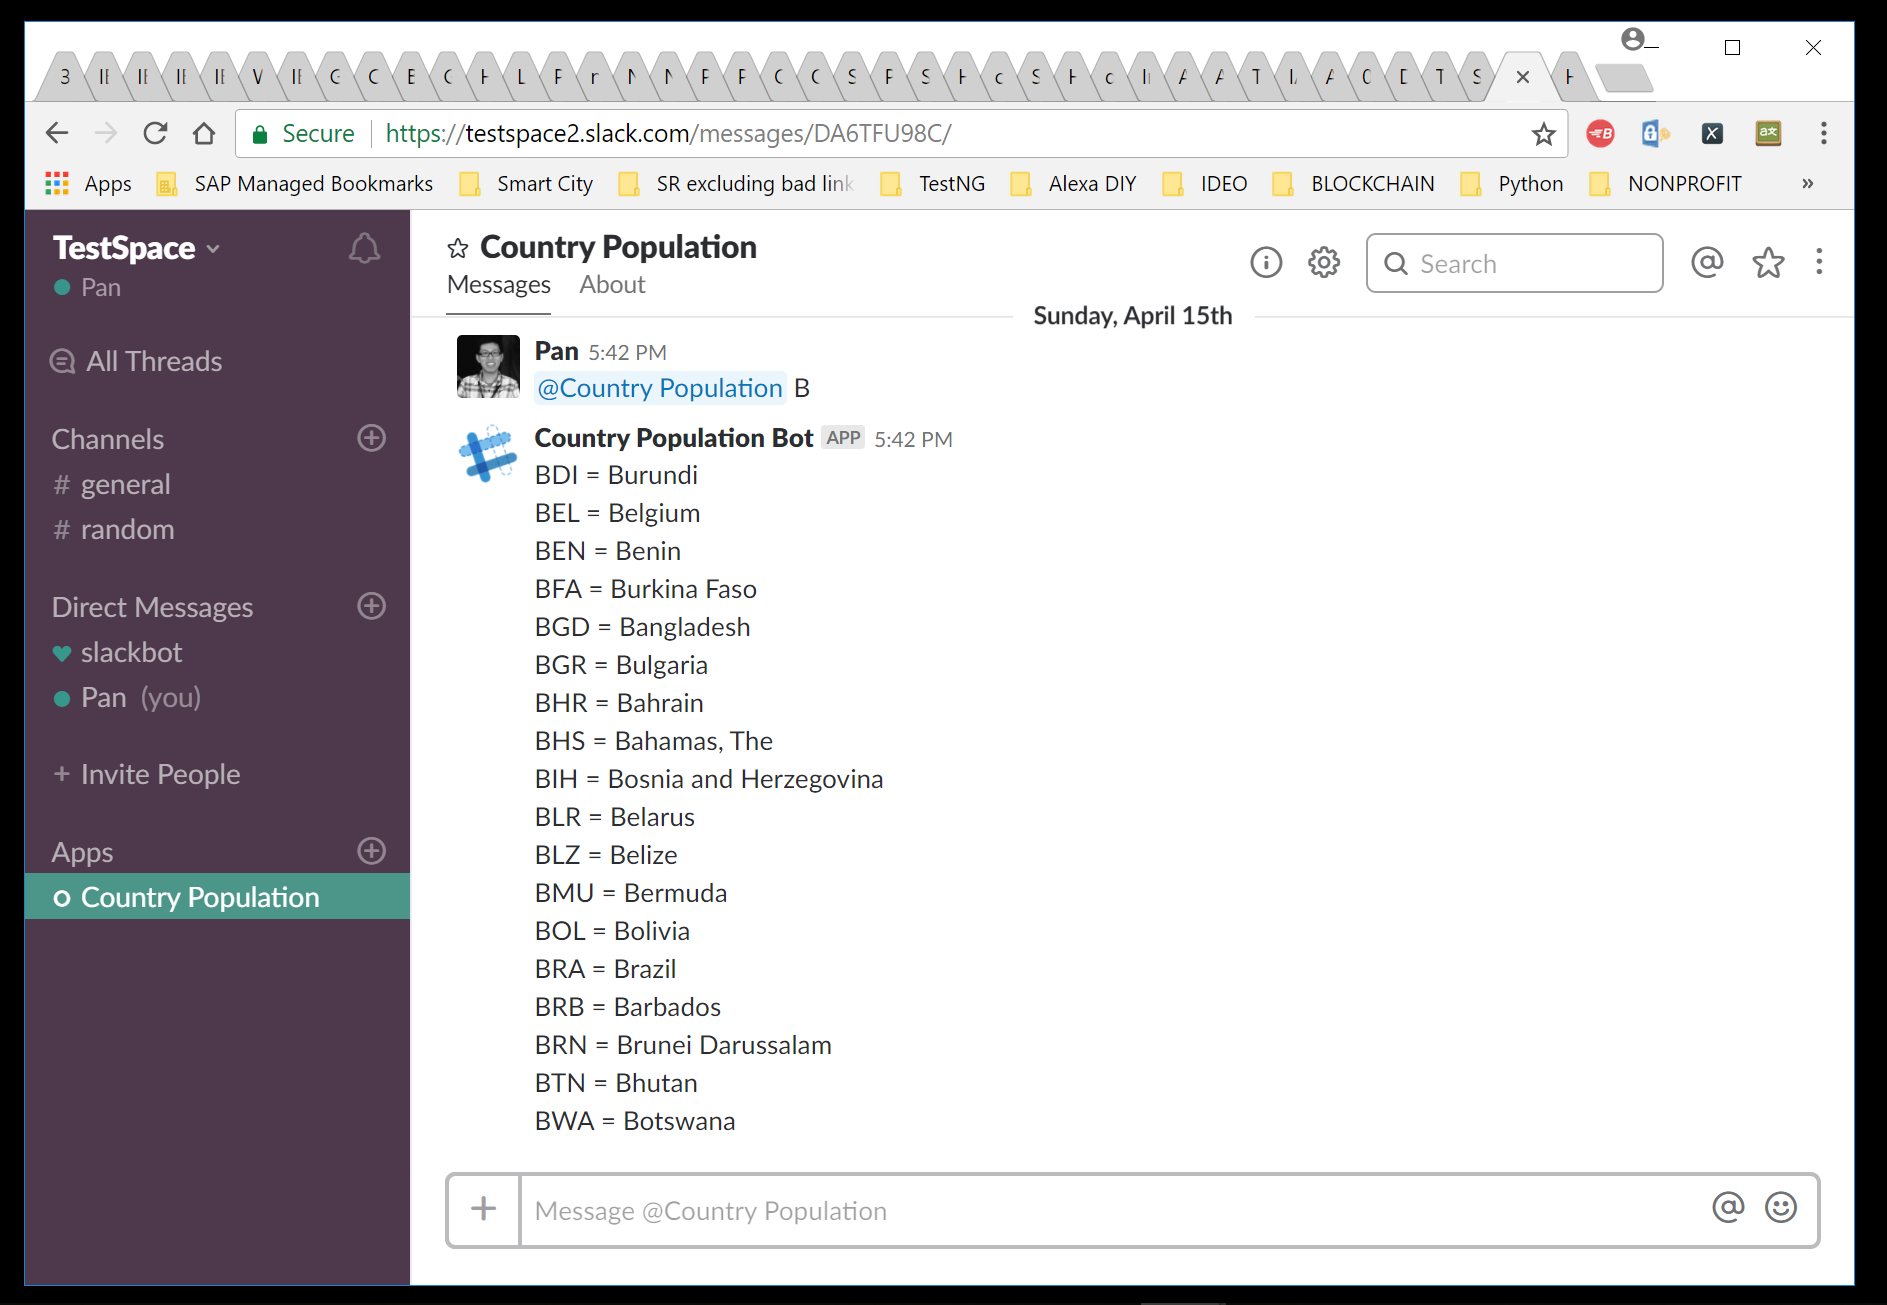 Secure https://testspace2.slack.com/messages/DA6TFU98C/
Apps SAP Managed Bookmarks Smart City SR excluding bad link TestNG Alexa DIY IDEO BLOCKCHAIN Python NONPROFIT »
TestSpace
Pan
All Threads
Channels
# general
# random
Direct Messages
slackbot
Pan (you)
+ Invite People
Apps
Country Population
Country Population
Messages About
Search
Sunday, April 15th
Pan 5:42 PM
@Country Population B
Country Population Bot APP 5:42 PM
BDI = Burundi
BEL = Belgium
BEN = Benin
BFA = Burkina Faso
BGD = Bangladesh
BGR = Bulgaria
BHR = Bahrain
BHS = Bahamas, The
BIH = Bosnia and Herzegovina
BLR = Belarus
BLZ = Belize
BMU = Bermuda
BOL = Bolivia
BRA = Brazil
BRB = Barbados
BRN = Brunei Darussalam
BTN = Bhutan
BWA = Botswana
Message @Country Population